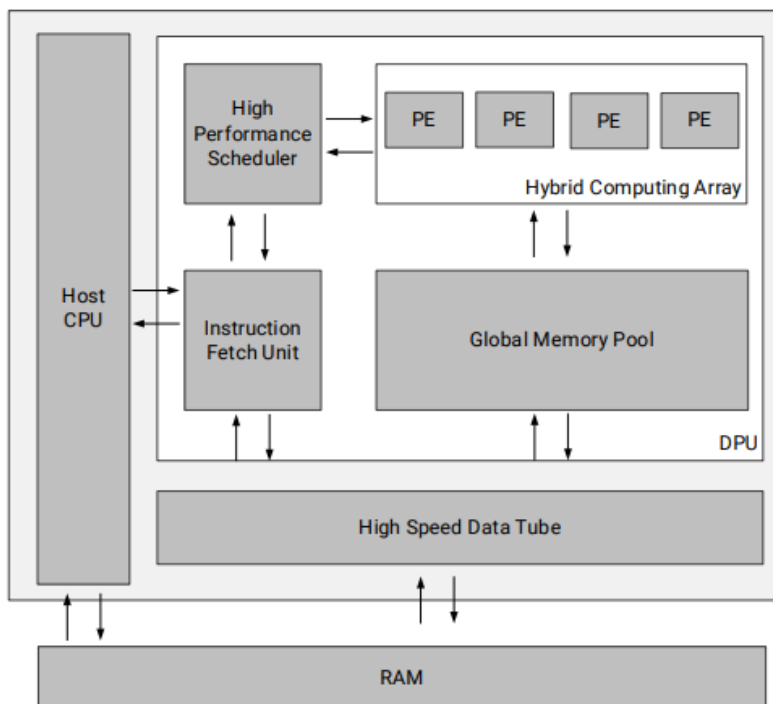 High
Performance
Scheduler
PE PE PE PE
Hybrid Computing Array
Host
CPU
Instruction
Fetch Unit
Global Memory Pool
DPU
High Speed Data Tube
RAM